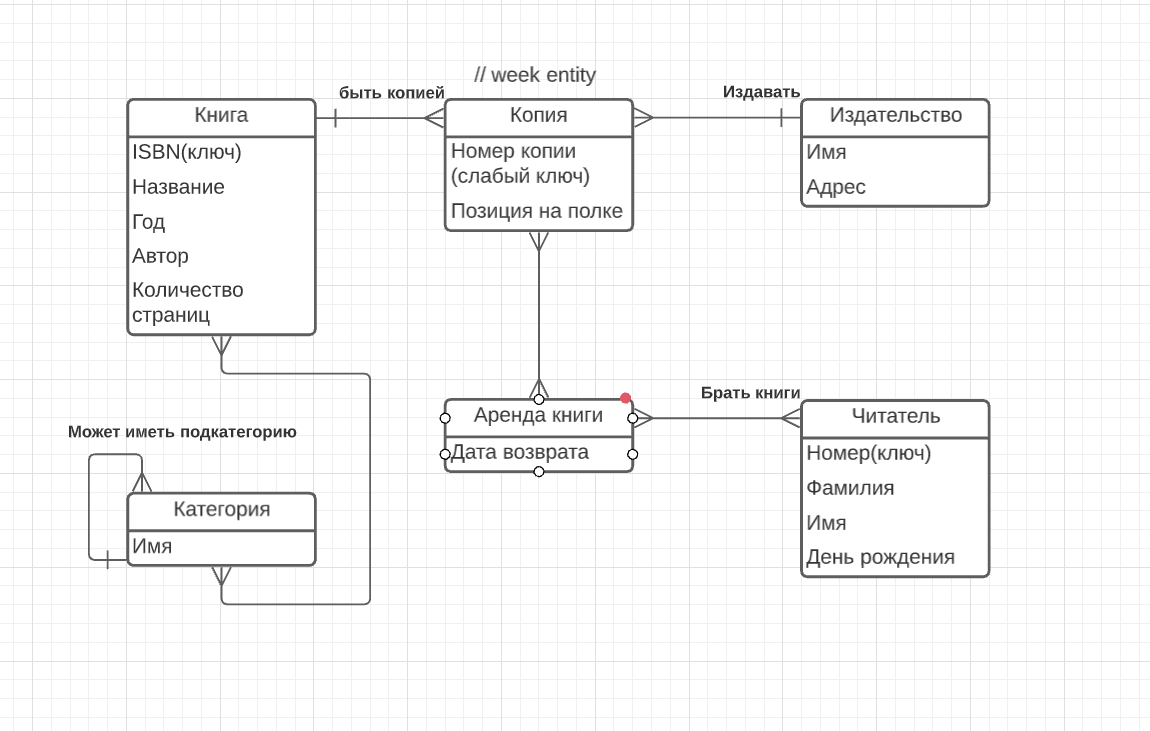 // week entity
быть копией
Издавать
Книга
ISBN(ключ)
Название
Год
Автор
Количество
страниц
Копия
Номер копии
(слабый ключ)
Позиция на полке
Издательство
Имя
Адрес
Может иметь подкатегорию
Категория
Имя
Аренда книги
Дата возврата
Брать книги
Читатель
Номер(ключ)
Фамилия
Имя
День рождения